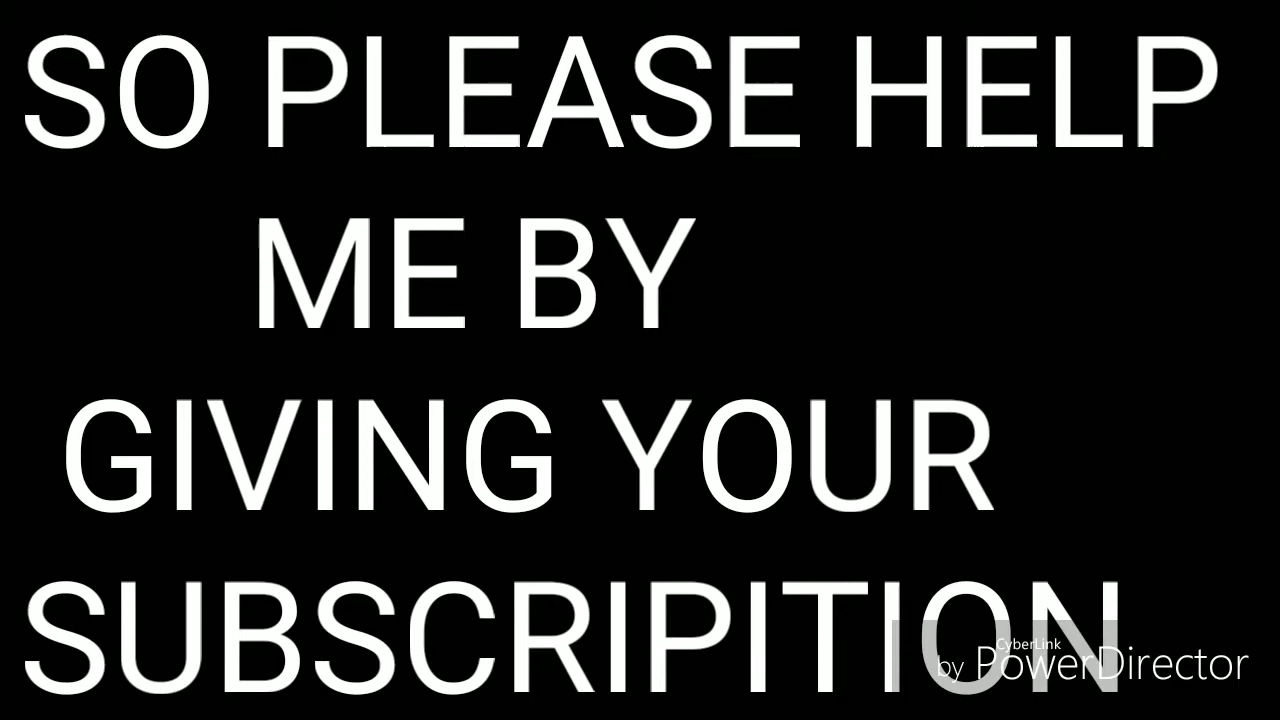 SO PLEASE HELP
ME BY
GIVING YOUR
SUBSCRIPITION
CyberLink
by PowerDirector